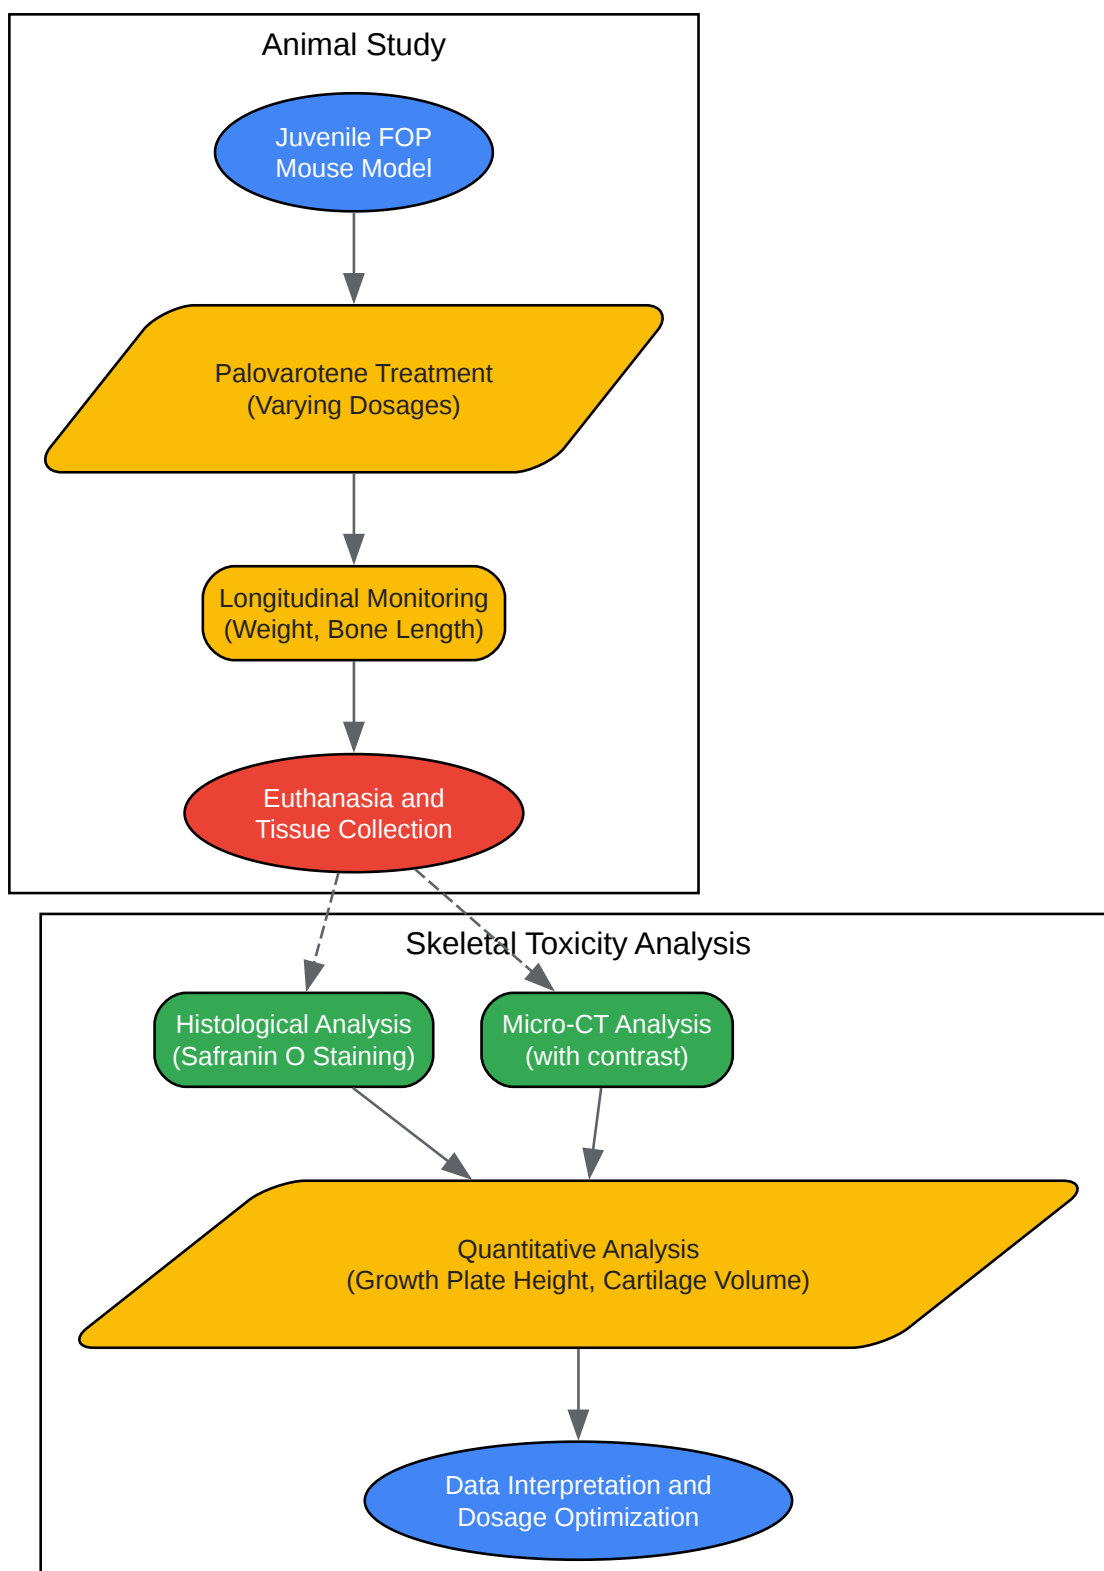 Animal Study
Juvenile FOP
Mouse Model
Palovarotene Treatment
(Varying Dosages)
Longitudinal Monitoring
(Weight, Bone Length)
Euthanasia and
Tissue Collection
Skeletal Toxicity Analysis
Histological Analysis
(Safranin O Staining)
Micro-CT Analysis
(with contrast)
Quantitative Analysis
(Growth Plate Height, Cartilage Volume)
Data Interpretation and
Dosage Optimization